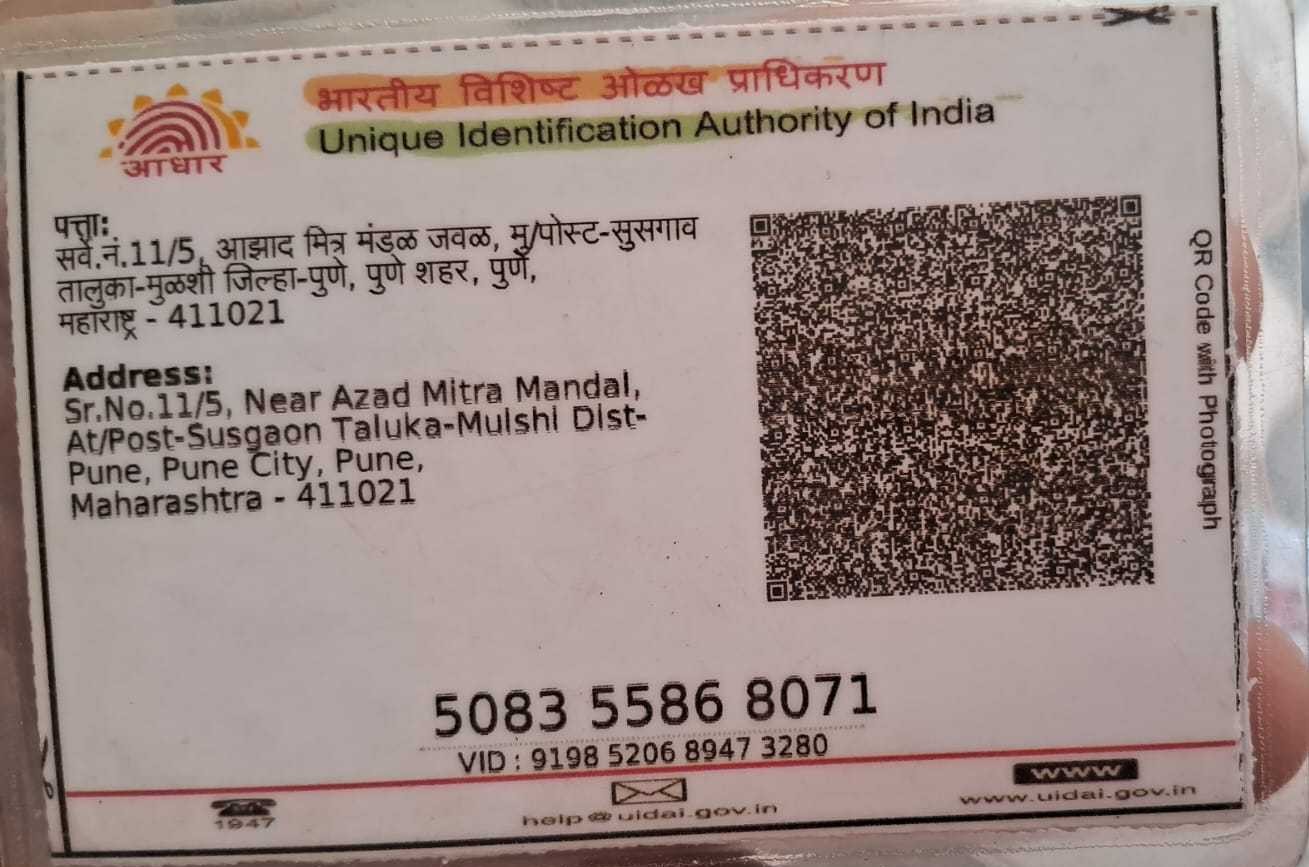 भारतीय विशिष्ट ओळख प्राधिकरण
Unique Identification Authority of India
आधार
पत्ता:
सर्वे.नं.11/5, आझाद मित्र मंडळ जवळ, मु/पोस्ट-सुसगाव
तालुका-मुळशी जिल्हा-पुणे, पुणे शहर, पुणे,
महाराष्ट्र - 411021
Address:
Sr.No.11/5, Near Azad Mitra Mandal,
At/Post-Susgaon Taluka-Mulshi Dist-
Pune, Pune City, Pune,
Maharashtra - 411021
QR Code with Photograph
5083 5586 8071
VID : 9198 5206 8947 3280
1947
help@uidai.gov.in
www
www.uidai.gov.in